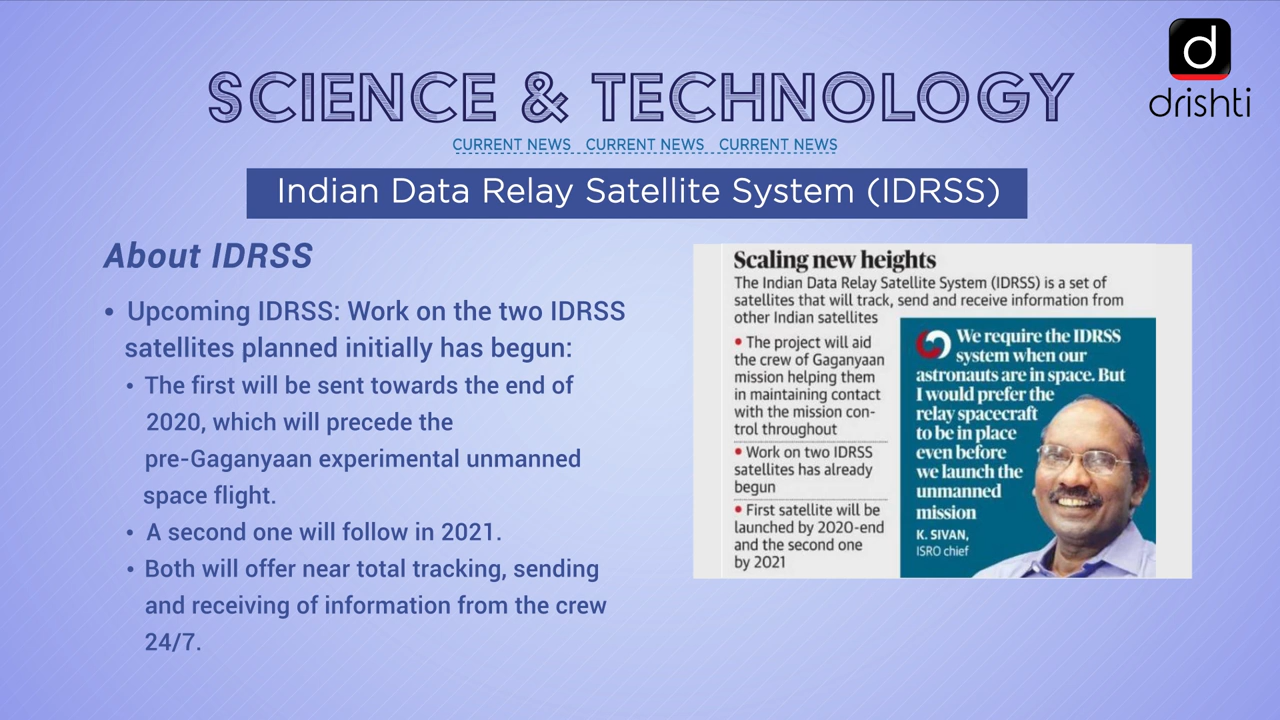 d
drishti
SCIENCE & TECHNOLOGY
CURRENT NEWS CURRENT NEWS CURRENT NEWS
Indian Data Relay Satellite System (IDRSS)
About IDRSS
• Upcoming IDRSS: Work on the two IDRSS
satellites planned initially has begun:
• The first will be sent towards the end of
2020, which will precede the
pre-Gaganyaan experimental unmanned
space flight.
• A second one will follow in 2021.
• Both will offer near total tracking, sending
and receiving of information from the crew
24/7.
Scaling new heights
The Indian Data Relay Satellite System (IDRSS) is a set of
satellites that will track, send and receive information from
other Indian satellites
• The project will aid
the crew of Gaganyaan
mission helping them
in maintaining contact
with the mission con-
trol throughout
• Work on two IDRSS
satellites has already
begun
• First satellite will be
launched by 2020-end
and the second one
by 2021
We require the IDRSS
system when our
astronauts are in space. But
I would prefer the
relay spacecraft
to be in place
even before
we launch the
unmanned
mission
K. SIVAN,
ISRO chief